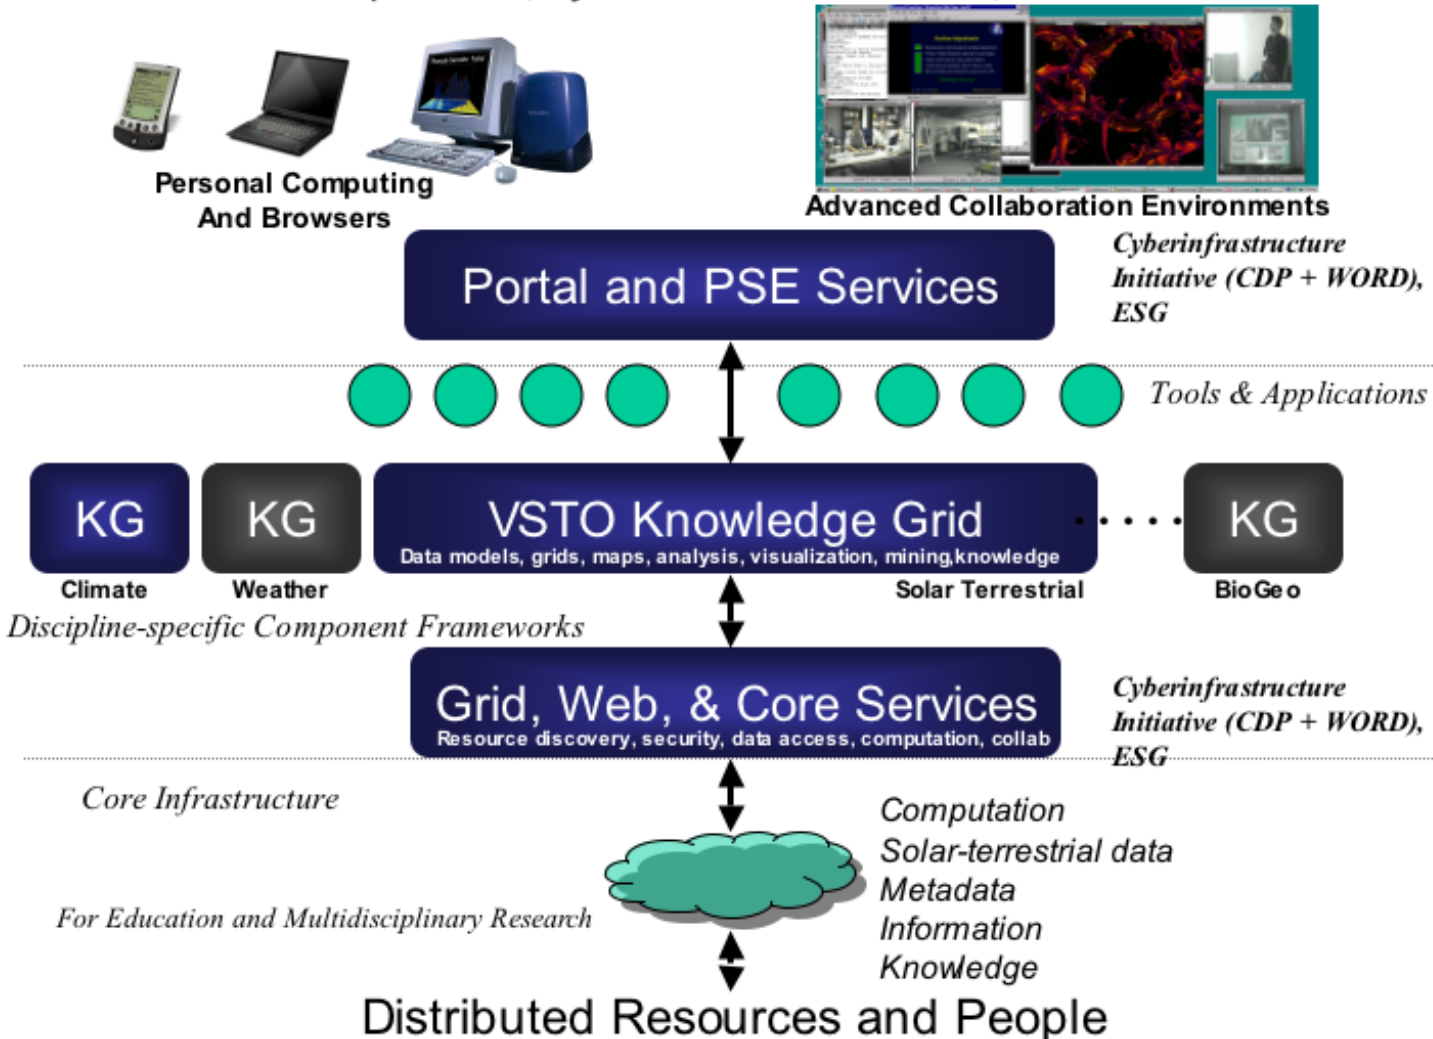 Personal Computing
And Browsers
Advanced Collaboration Environments
Portal and PSE Services
Cyberinfrastructure
Initiative (CDP + WORD),
ESG
Tools & Applications
KG
KG
VSTO Knowledge Grid
KG
Data models, grids, maps, analysis, visualization, mining,knowledge
Climate
Weather
Solar Terrestrial
BioGeo
Discipline-specific Component Frameworks
Grid, Web, & Core Services
Resource discovery, security, data access, computation, collab
Cyberinfrastructure
Initiative (CDP + WORD),
ESG
Core Infrastructure
Computation
Solar-terrestrial data
Metadata
Information
Knowledge
For Education and Multidisciplinary Research
Distributed Resources and People